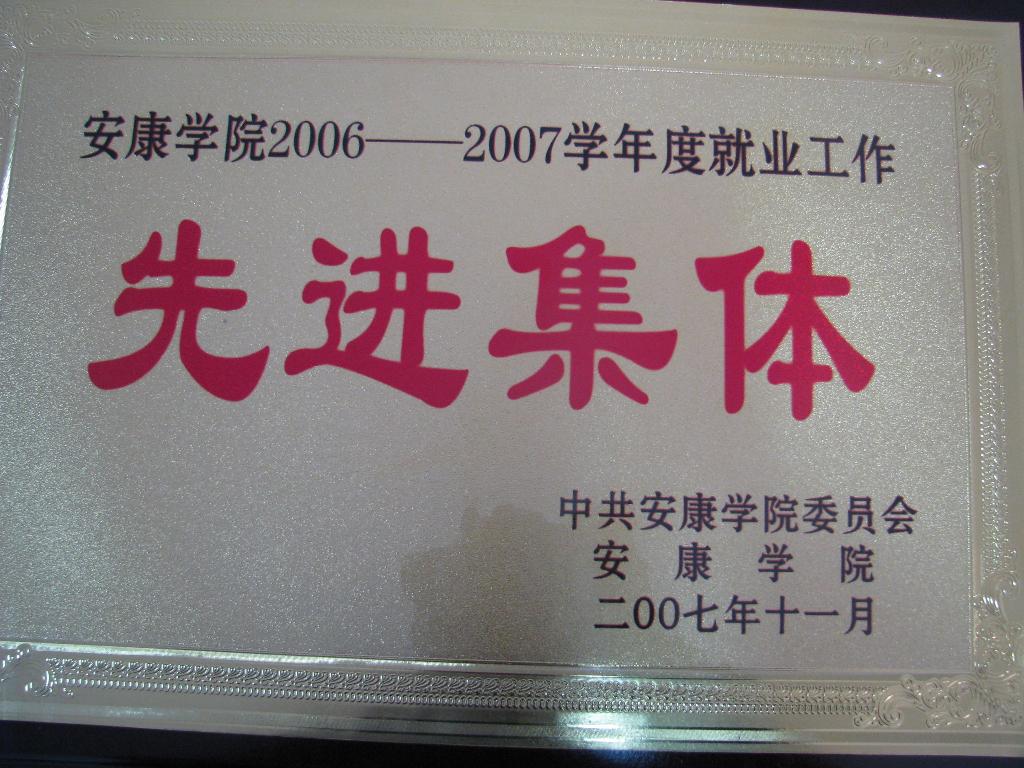 安康学院2006——2007学年度就业工作
先进集体
中共安康学院委员会
安康学院
二00七年十一月